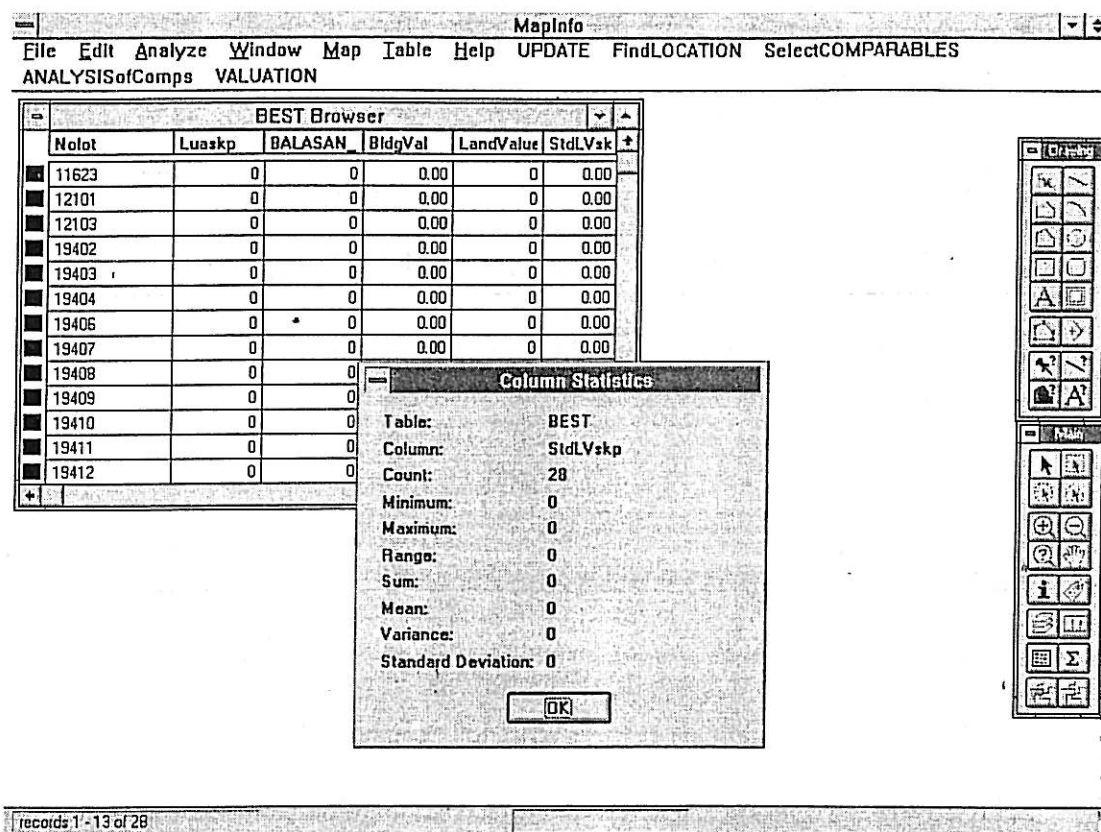 MapInfo
File Edit Analyze Window Map Table Help UPDATE FindLOCATION SelectCOMPARABLES
ANALYSISofComps VALUATION
BEST Browser
Nolot Luaskp BALASAN_ BldgVal LandValue StdLVsk
11623 0 0 0.00 0 0.00
12101 0 0 0.00 0 0.00
12103 0 0 0.00 0 0.00
19402 0 0 0.00 0 0.00
19403 0 0 0.00 0 0.00
19404 0 0 0.00 0 0.00
19406 0 0 0.00 0 0.00
19407 0 0 0.00 0 0.00
19408 0 0
19409 0 0
19410 0 0
19411 0 0
19412 0 0
Column Statistics
Table: BEST
Column: StdLVskp
Count: 28
Minimum: 0
Maximum: 0
Range: 0
Sum: 0
Mean: 0
Variance: 0
Standard Deviation: 0
OK
Drawing
Main
records 1 - 13 of 28